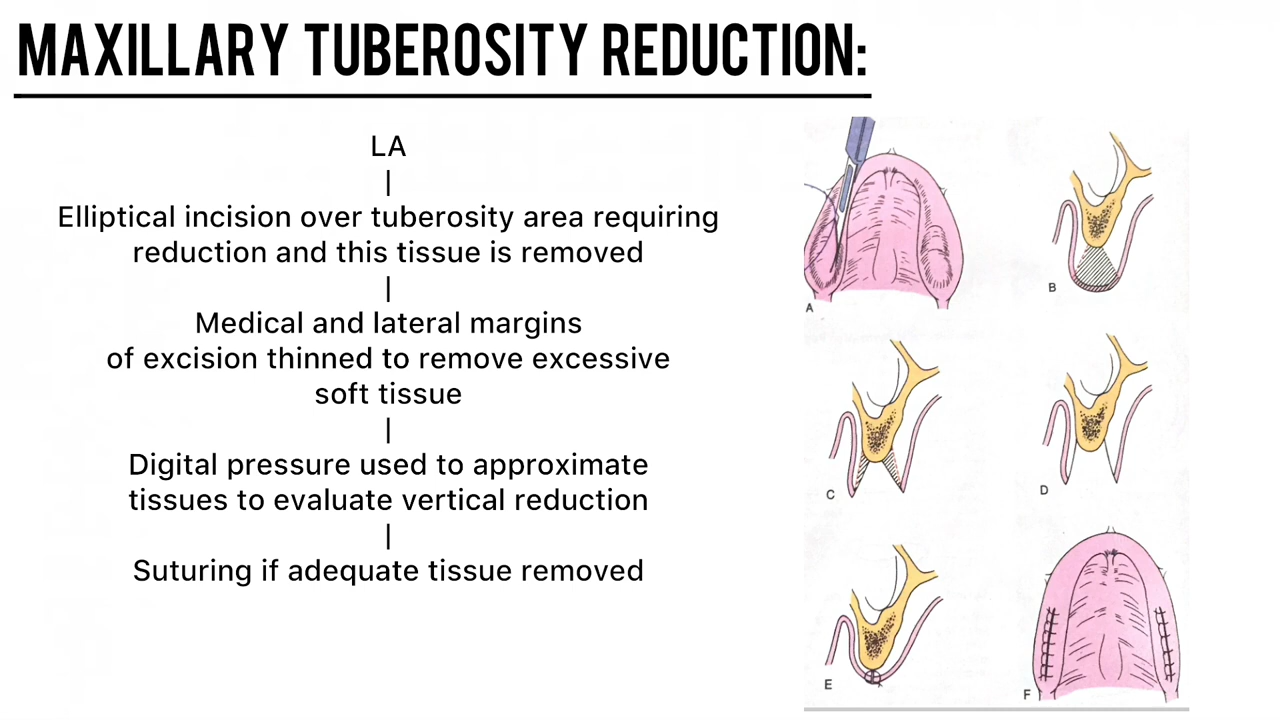 MAXILLARY TUBEROSITY REDUCTION:
LA
|
Elliptical incision over tuberosity area requiring
reduction and this tissue is removed
|
Medical and lateral margins
of excision thinned to remove excessive
soft tissue
|
Digital pressure used to approximate
tissues to evaluate vertical reduction
|
Suturing if adequate tissue removed
A
B
C
D
E
F